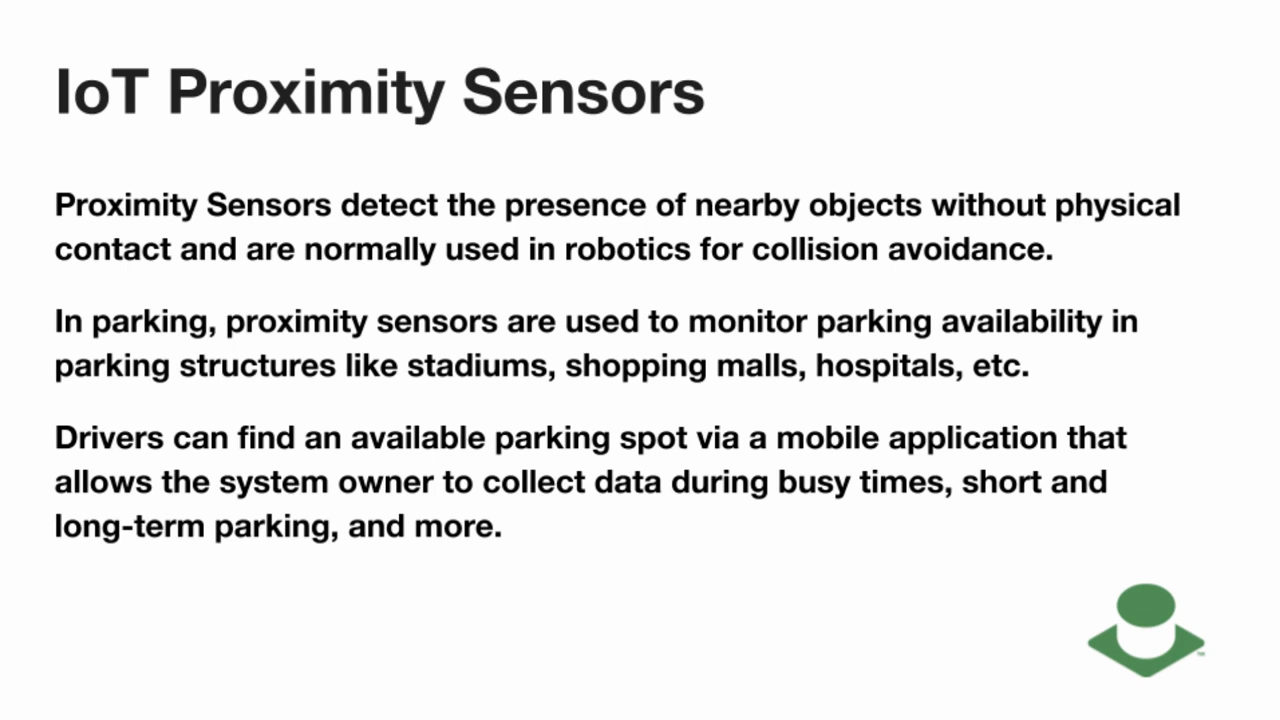 IoT Proximity Sensors
Proximity Sensors detect the presence of nearby objects without physical
contact and are normally used in robotics for collision avoidance.
In parking, proximity sensors are used to monitor parking availability in
parking structures like stadiums, shopping malls, hospitals, etc.
Drivers can find an available parking spot via a mobile application that
allows the system owner to collect data during busy times, short and
long-term parking, and more.